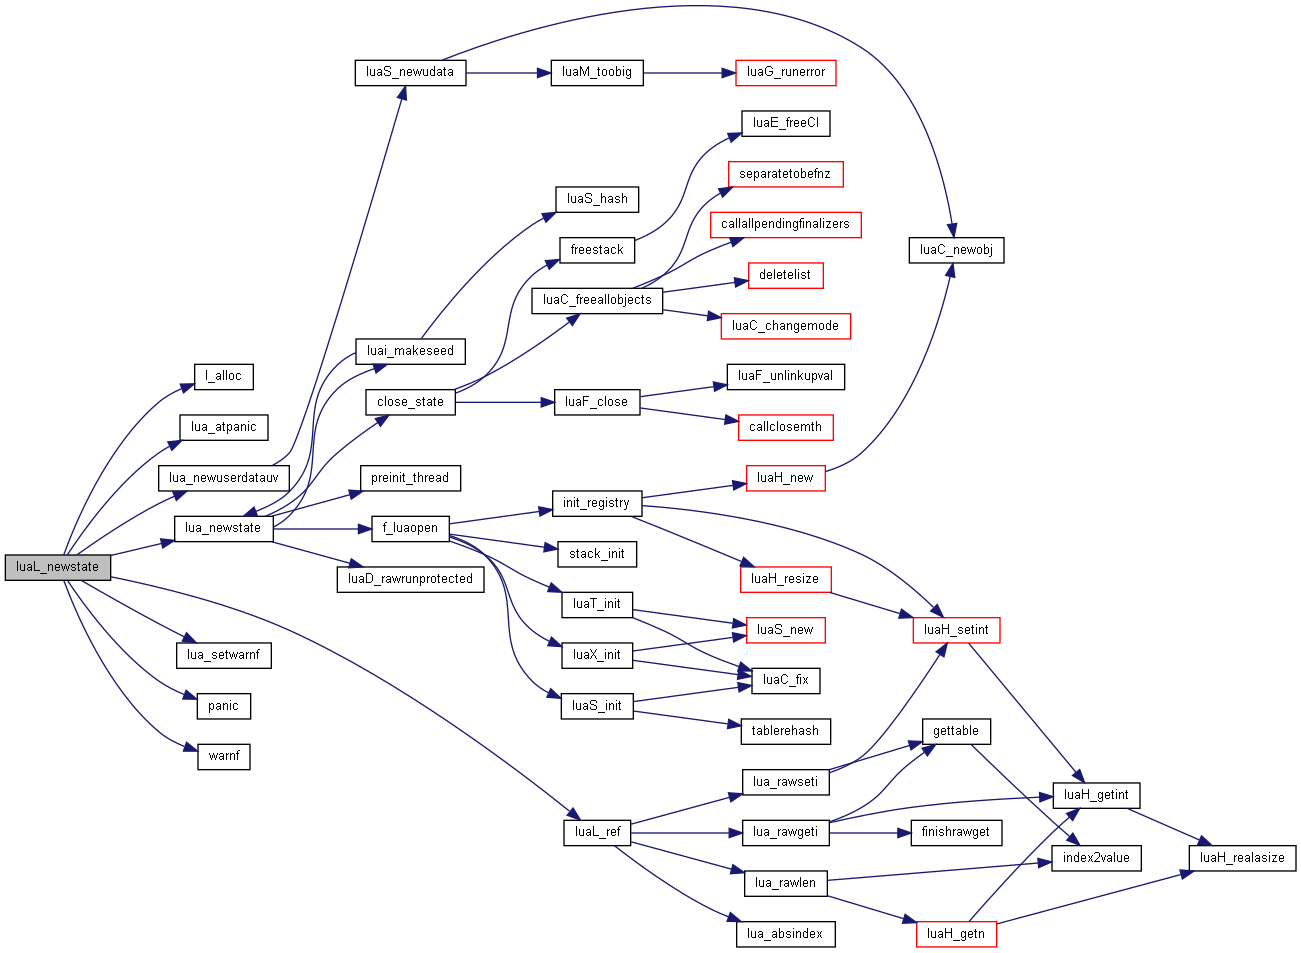 luaS_newudata
luaM_toobig
luaG_runerror
luaE_freeCI
separatetobefnz
luaS_hash
callallpendingfinalizers
freestack
luaC_newobj
deletelist
luaC_freeallobjects
luaC_changemode
luai_makeseed
l_alloc
luaF_unlinkupval
close_state
luaF_close
lua_atpanic
callclosemth
lua_newuserdatauv
preinit_thread
luaH_new
init_registry
lua_newstate
f_luaopen
stack_init
luaL_newstate
luaD_rawrunprotected
luaH_resize
luaT_init
luaS_new
luaH_setint
lua_setwarnf
luaX_init
luaC_fix
panic
luaS_init
tablerehash
gettable
warnf
lua_rawseti
luaH_getint
luaL_ref
lua_rawgeti
finishrawget
index2value
luaH_realasize
lua_rawlen
lua_absindex
luaH_getn